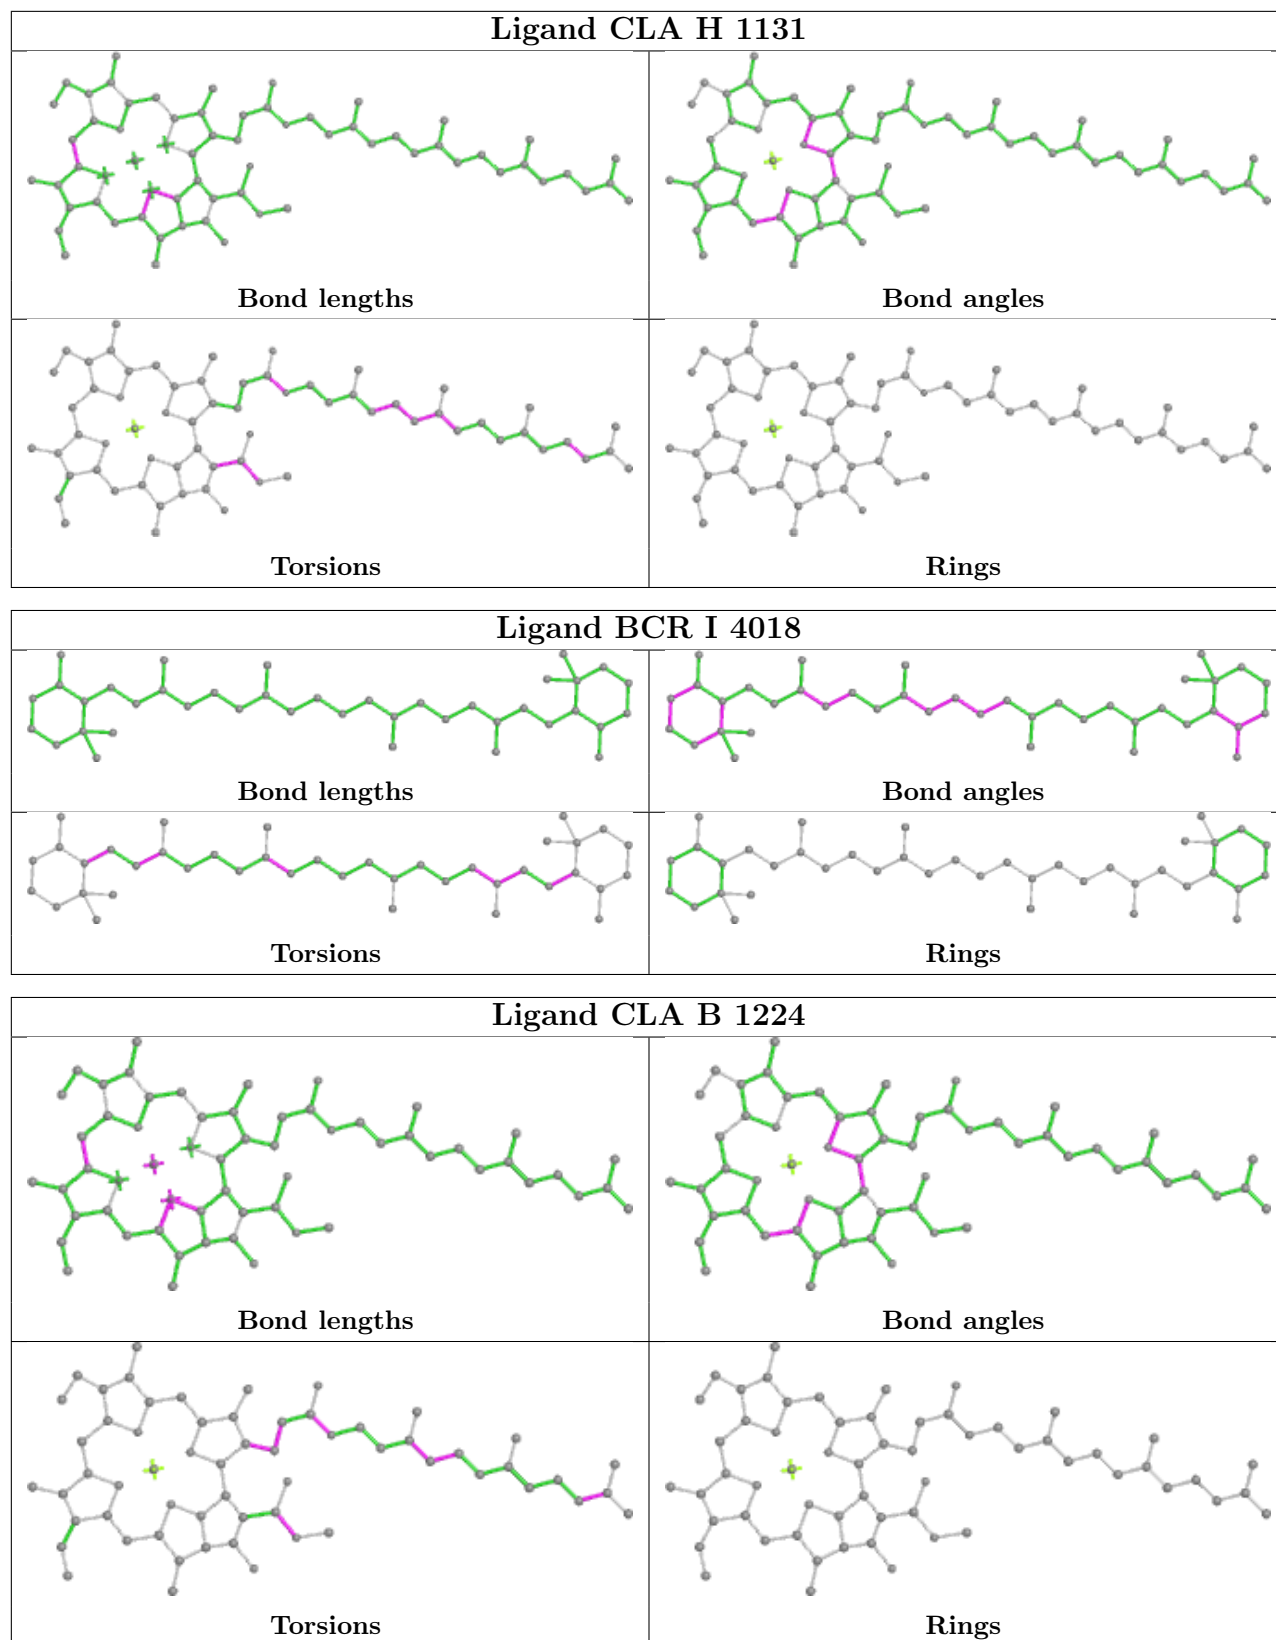 Ligand CLA H 1131
Bond lengths
Bond angles
Torsions
Rings
Ligand BCR I 4018
Bond lengths
Bond angles
Torsions
Rings
Ligand CLA B 1224
Bond lengths
Bond angles
Torsions
Rings